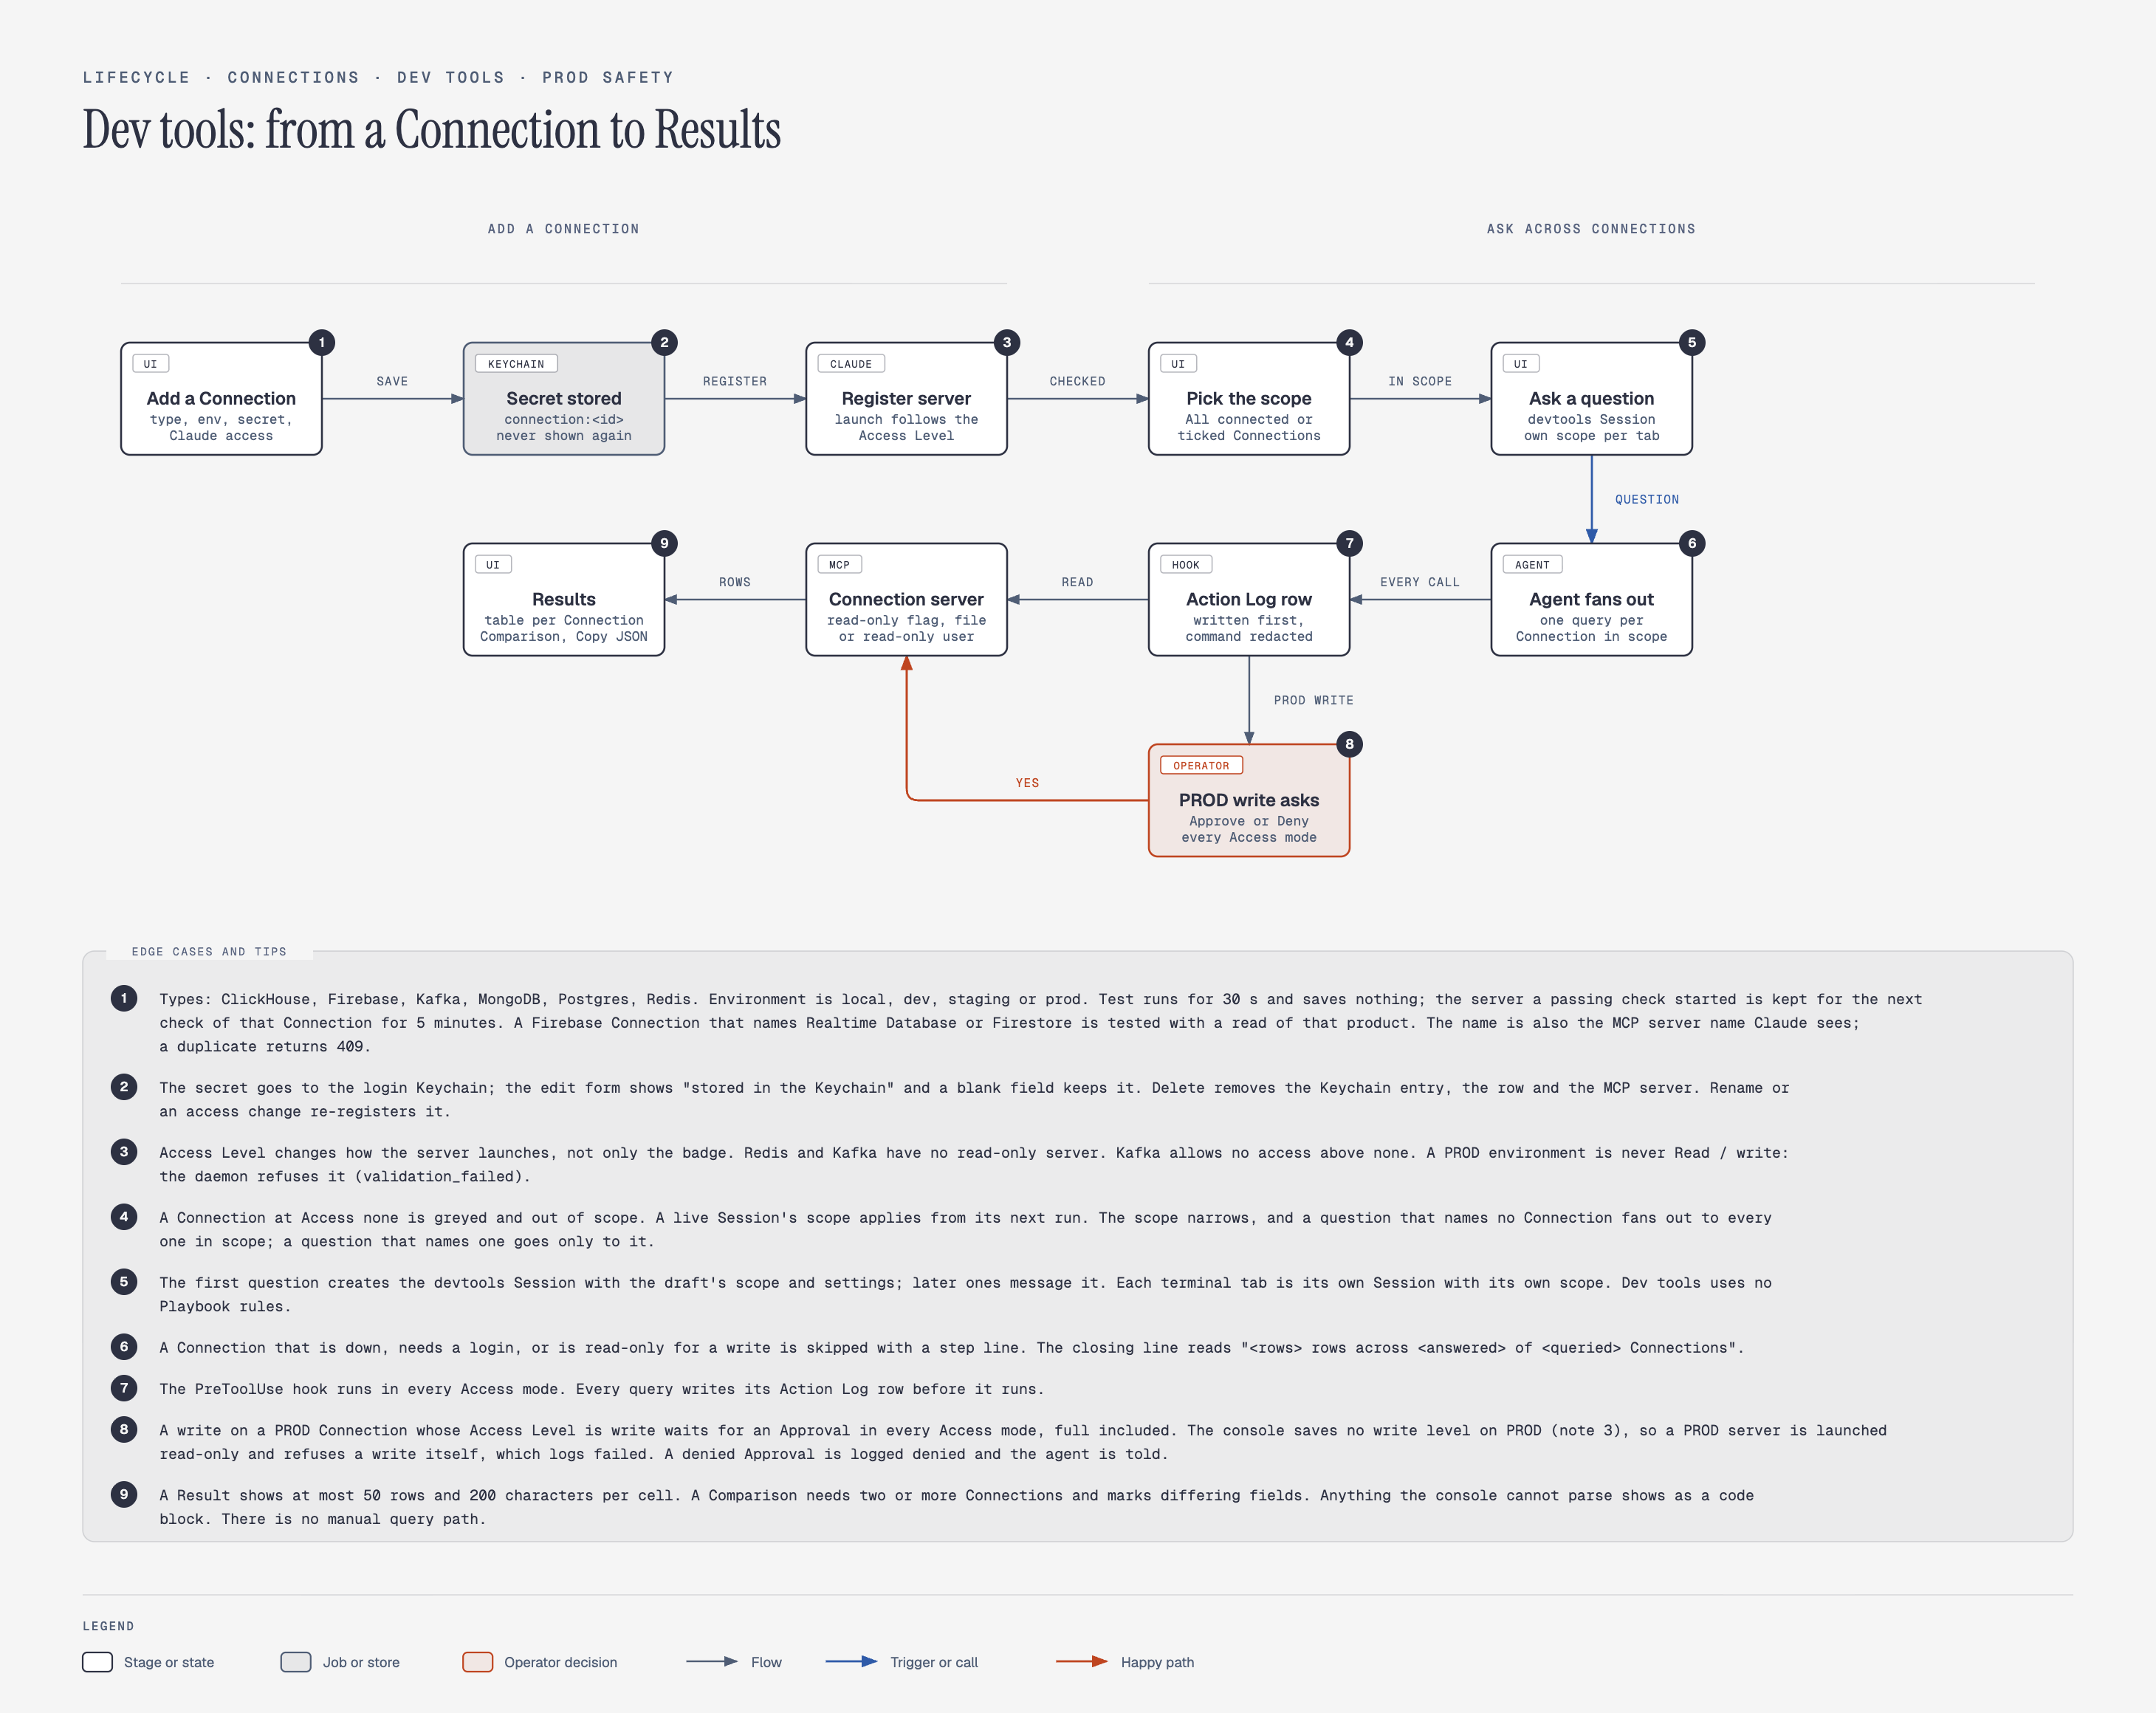 LIFECYCLE · CONNECTIONS · DEV TOOLS · PROD SAFETY
Dev tools: from a Connection to Results
ADD A CONNECTION
ASK ACROSS CONNECTIONS
1
UI
Add a Connection
type, env, secret,
Claude access
SAVE
2
KEYCHAIN
Secret stored
connection:<id>
never shown again
REGISTER
3
CLAUDE
Register server
launch follows the
Access Level
CHECKED
4
UI
Pick the scope
All connected or
ticked Connections
IN SCOPE
5
UI
Ask a question
devtools Session
own scope per tab
QUESTION
9
UI
Results
table per Connection
Comparison, Copy JSON
ROWS
MCP
Connection server
read-only flag, file
or read-only user
READ
7
HOOK
Action Log row
written first,
command redacted
EVERY CALL
6
AGENT
Agent fans out
one query per
Connection in scope
PROD WRITE
YES
8
OPERATOR
PROD write asks
Approve or Deny
every Access mode
EDGE CASES AND TIPS
1 Types: ClickHouse, Firebase, Kafka, MongoDB, Postgres, Redis. Environment is local, dev, staging or prod. Test runs for 30 s and saves nothing; the server a passing check started is kept for the next
check of that Connection for 5 minutes. A Firebase Connection that names Realtime Database or Firestore is tested with a read of that product. The name is also the MCP server name Claude sees;
a duplicate returns 409.
2 The secret goes to the login Keychain; the edit form shows "stored in the Keychain" and a blank field keeps it. Delete removes the Keychain entry, the row and the MCP server. Rename or
an access change re-registers it.
3 Access Level changes how the server launches, not only the badge. Redis and Kafka have no read-only server. Kafka allows no access above none. A PROD environment is never Read / write:
the daemon refuses it (validation_failed).
4 A Connection at Access none is greyed and out of scope. A live Session's scope applies from its next run. The scope narrows, and a question that names no Connection fans out to every
one in scope; a question that names one goes only to it.
5 The first question creates the devtools Session with the draft's scope and settings; later ones message it. Each terminal tab is its own Session with its own scope. Dev tools uses no
Playbook rules.
6 A Connection that is down, needs a login, or is read-only for a write is skipped with a step line. The closing line reads "<rows> rows across <answered> of <queried> Connections".
7 The PreToolUse hook runs in every Access mode. Every query writes its Action Log row before it runs.
8 A write on a PROD Connection whose Access Level is write waits for an Approval in every Access mode, full included. The console saves no write level on PROD (note 3), so a PROD server is launched
read-only and refuses a write itself, which logs failed. A denied Approval is logged denied and the agent is told.
9 A Result shows at most 50 rows and 200 characters per cell. A Comparison needs two or more Connections and marks differing fields. Anything the console cannot parse shows as a code
block. There is no manual query path.
LEGEND
Stage or state
Job or store
Operator decision
Flow
Trigger or call
Happy path